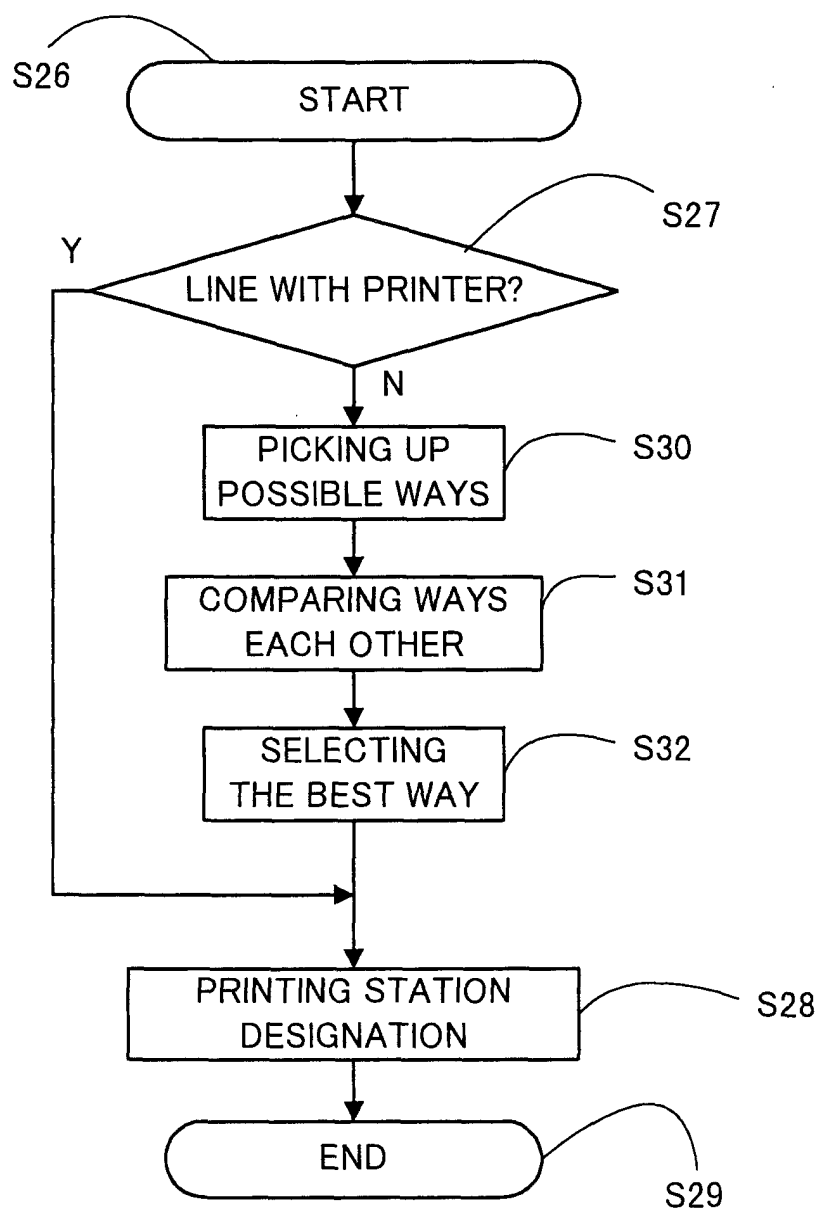 S26
START
S27
Y
LINE WITH PRINTER?
N
PICKING UP
POSSIBLE WAYS
S30
COMPARING WAYS
EACH OTHER
S31
SELECTING
THE BEST WAY
S32
PRINTING STATION
DESIGNATION
S28
END
S29